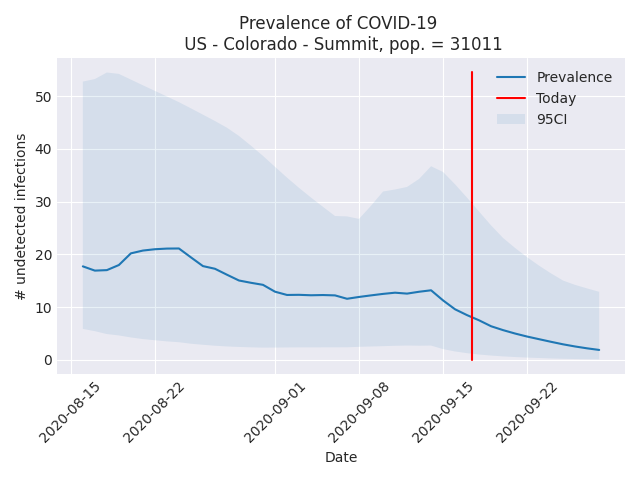 Prevalence of COVID-19
US - Colorado - Summit, pop. = 31011
Prevalence
Today
95CI
# undetected infections
50
40
30
20
10
0
2020-08-15
2020-08-22
2020-09-01
2020-09-08
2020-09-15
2020-09-22
Date